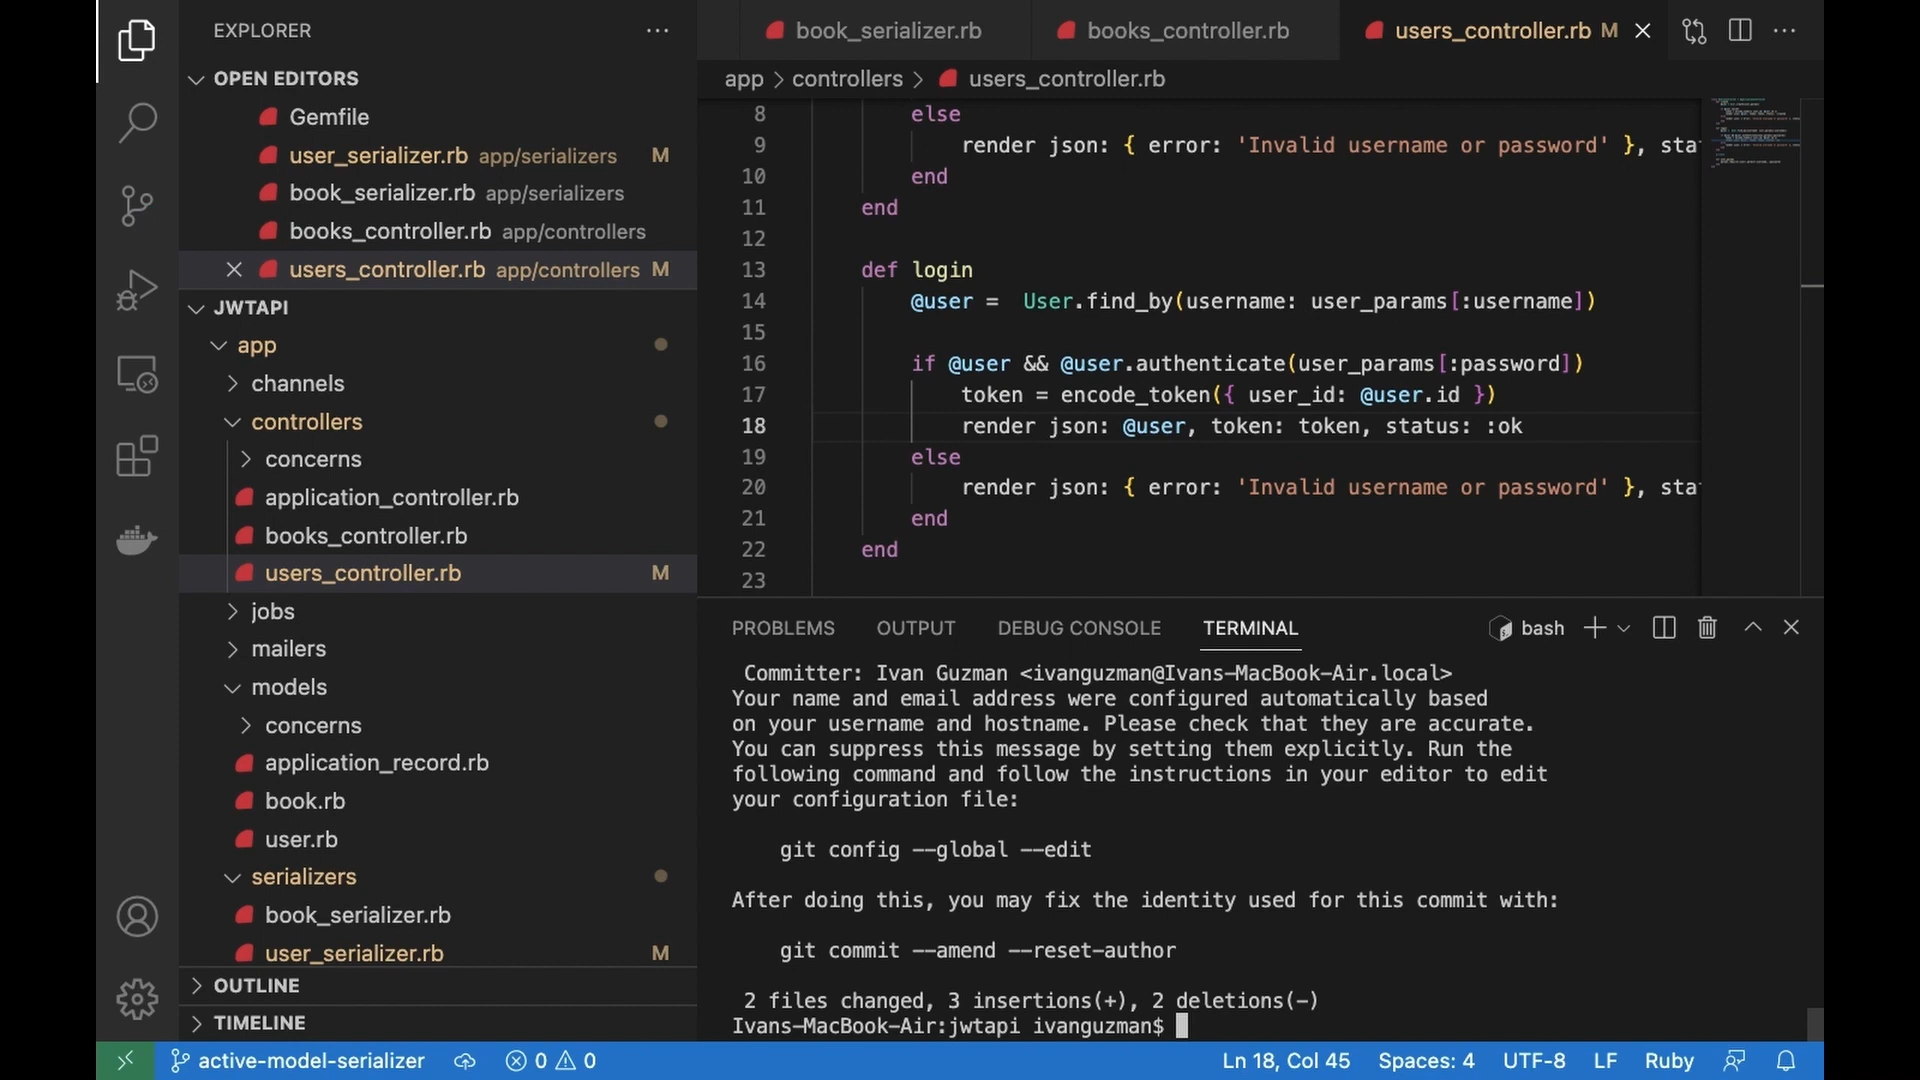 EXPLORER
OPEN EDITORS
Gemfile
user_serializer.rb app/serializers M
book_serializer.rb app/serializers
books_controller.rb app/controllers
users_controller.rb app/controllers M
JWTAPI
app
channels
controllers
concerns
application_controller.rb
books_controller.rb
users_controller.rb M
jobs
mailers
models
concerns
application_record.rb
book.rb
user.rb
serializers
book_serializer.rb
user_serializer.rb M
OUTLINE
TIMELINE
book_serializer.rb books_controller.rb users_controller.rb M
app > controllers > users_controller.rb
8 else
9 render json: { error: 'Invalid username or password' }, sta
10 end
11 end
12
13 def login
14 @user =  User.find_by(username: user_params[:username])
15
16 if @user && @user.authenticate(user_params[:password])
17 token = encode_token({ user_id: @user.id })
18 render json: @user, token: token, status: :ok
19 else
20 render json: { error: 'Invalid username or password' }, sta
21 end
22 end
23
PROBLEMS OUTPUT DEBUG CONSOLE TERMINAL bash
Committer: Ivan Guzman <ivanguzman@Ivans-MacBook-Air.local>
Your name and email address were configured automatically based
on your username and hostname. Please check that they are accurate.
You can suppress this message by setting them explicitly. Run the
following command and follow the instructions in your editor to edit
your configuration file:
git config --global --edit
After doing this, you may fix the identity used for this commit with:
git commit --amend --reset-author
2 files changed, 3 insertions(+), 2 deletions(-)
Ivans-MacBook-Air:jwtapi ivanguzman$
active-model-serializer 0 0 Ln 18, Col 45 Spaces: 4 UTF-8 LF Ruby